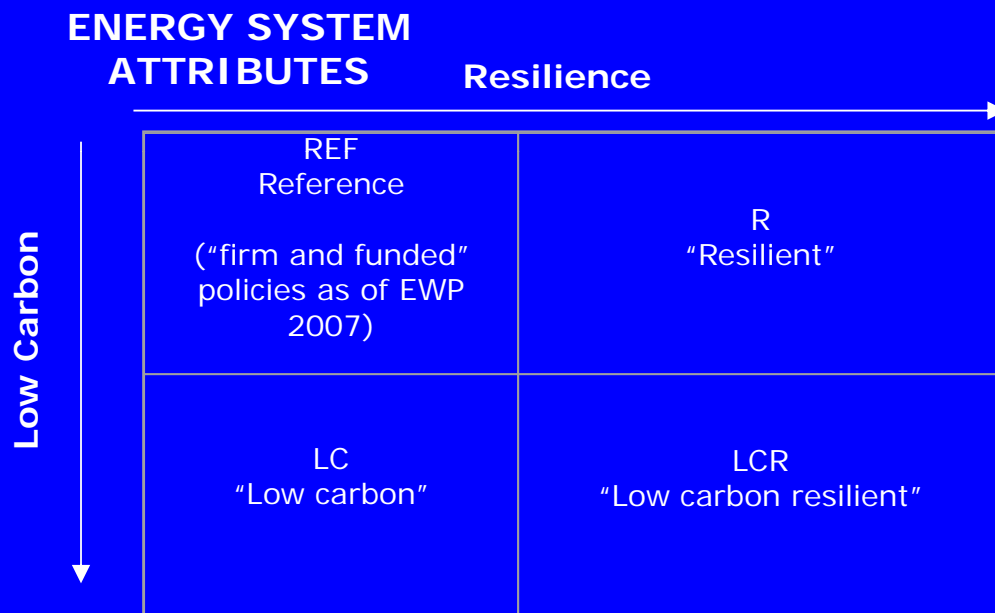 ENERGY SYSTEM
ATTRIBUTES
Resilience
Low Carbon
REF
Reference
(“firm and funded”
policies as of EWP
2007)
R
“Resilient”
LC
“Low carbon”
LCR
“Low carbon resilient”